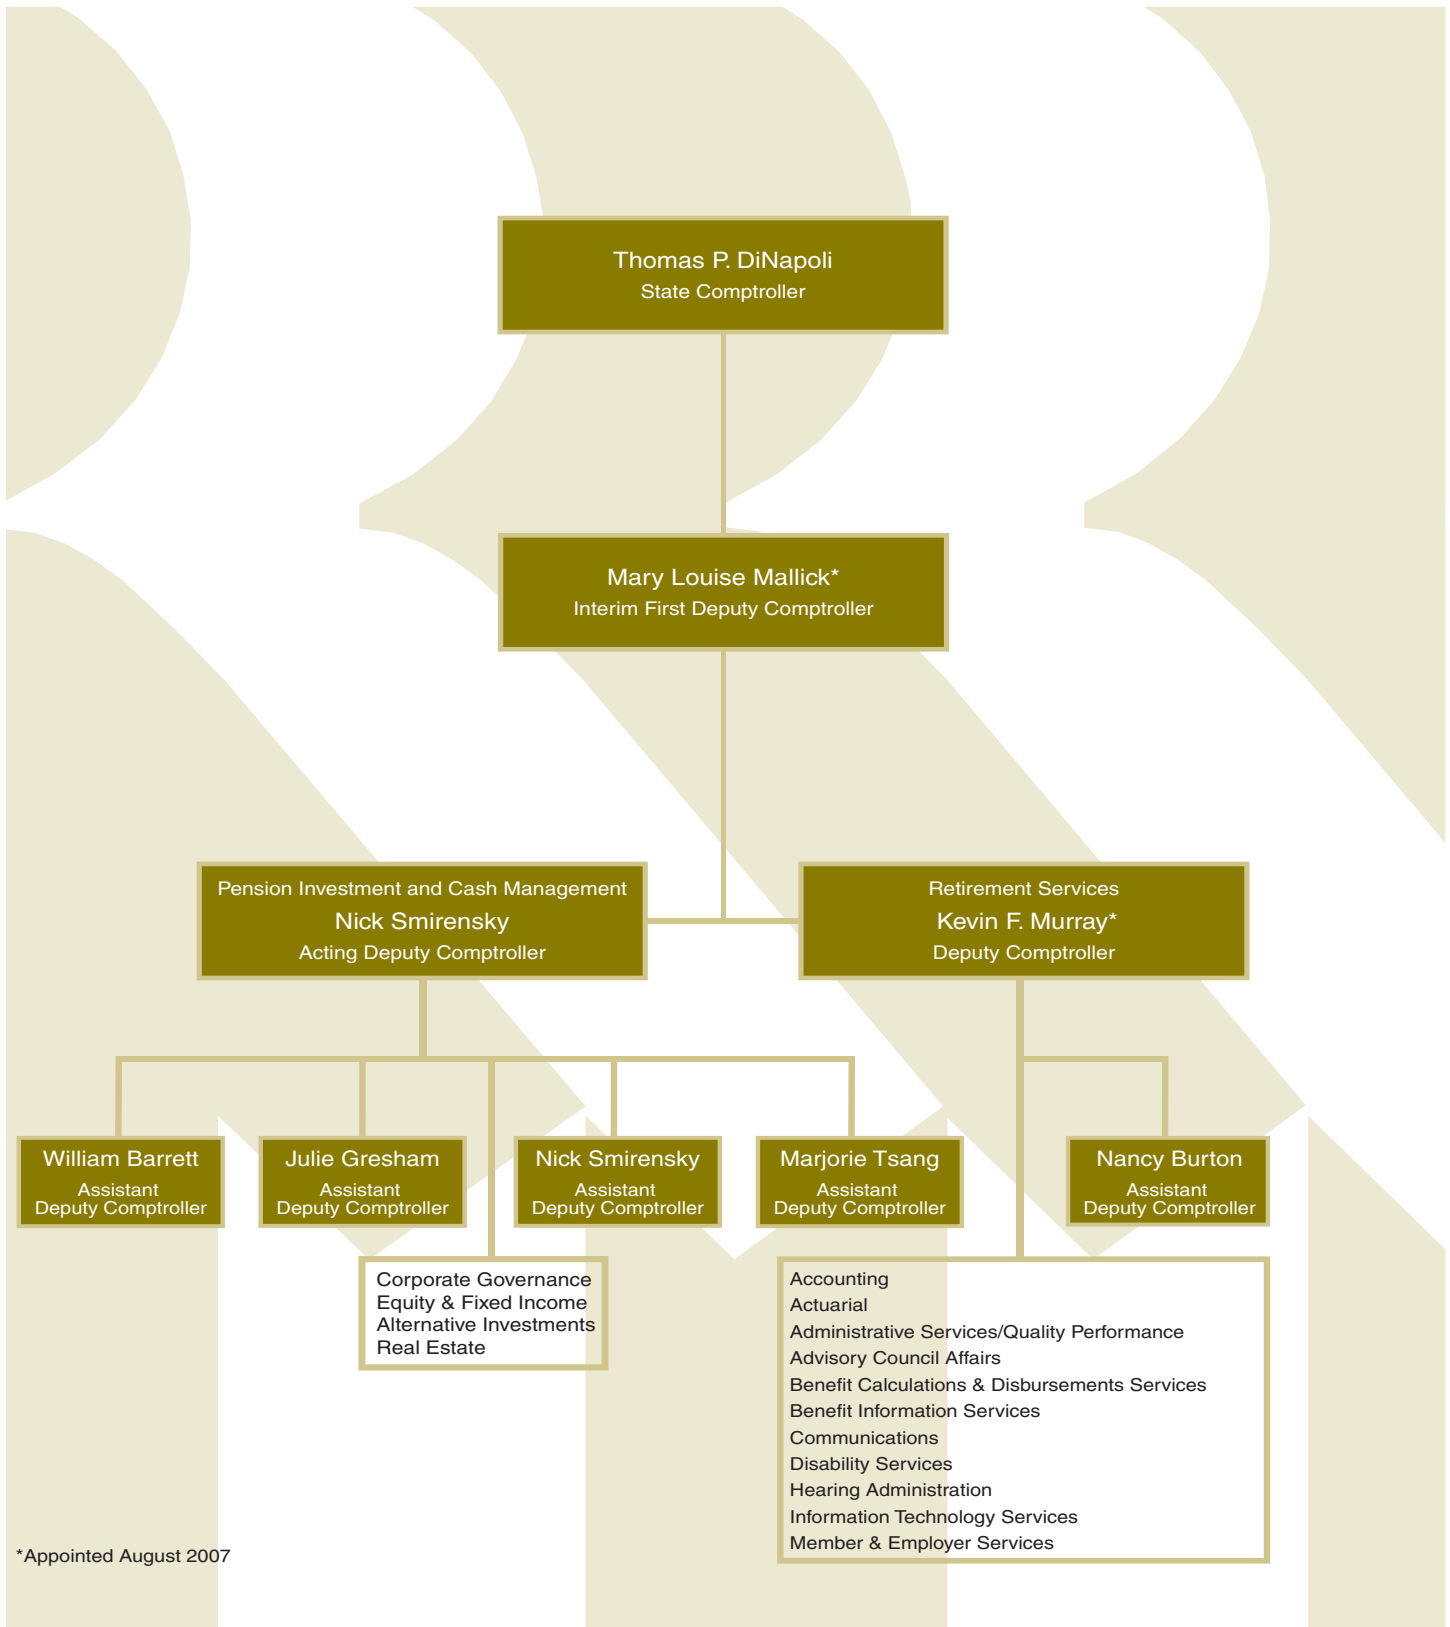 Thomas P. DiNapoli
State Comptroller
Mary Louise Mallick*
Interim First Deputy Comptroller
Pension Investment and Cash Management
Nick Smirensky
Acting Deputy Comptroller
Retirement Services
Kevin F. Murray*
Deputy Comptroller
William Barrett
Assistant
Deputy Comptroller
Julie Gresham
Assistant
Deputy Comptroller
Nick Smirensky
Assistant
Deputy Comptroller
Marjorie Tsang
Assistant
Deputy Comptroller
Nancy Burton
Assistant
Deputy Comptroller
Corporate Governance
Equity & Fixed Income
Alternative Investments
Real Estate
Accounting
Actuarial
Administrative Services/Quality Performance
Advisory Council Affairs
Benefit Calculations & Disbursements Services
Benefit Information Services
Communications
Disability Services
Hearing Administration
Information Technology Services
Member & Employer Services
*Appointed August 2007